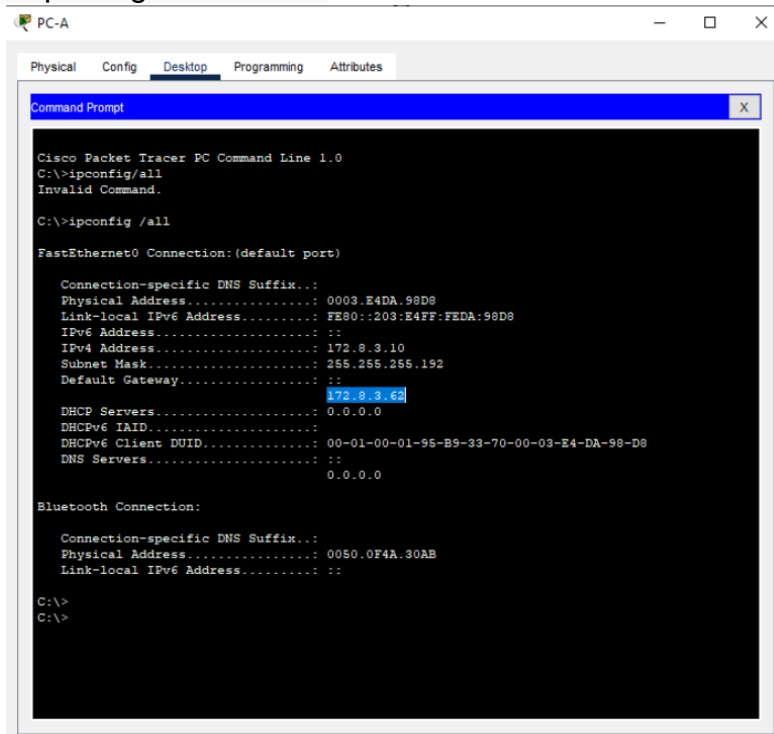 PC-A
Physical Config Desktop Programming Attributes
Command Prompt
X
Cisco Packet Tracer PC Command Line 1.0
C:\>ipconfig/all
Invalid Command.
C:\>ipconfig /all
FastEthernet0 Connection:(default port)
Connection-specific DNS Suffix..:
Physical Address................: 0003.E4DA.98D8
Link-local IPv6 Address.........: FE80::203:E4FF:FEDA:98D8
IPv6 Address....................: ::
IPv4 Address....................: 172.8.3.10
Subnet Mask.....................: 255.255.255.192
Default Gateway.................: ::
172.8.3.62
DHCP Servers....................: 0.0.0.0
DHCPv6 IAID.....................:
DHCPv6 Client DUID..............: 00-01-00-01-95-B9-33-70-00-03-E4-DA-98-D8
DNS Servers.....................: ::
0.0.0.0
Bluetooth Connection:
Connection-specific DNS Suffix..:
Physical Address................: 0050.0F4A.30AB
Link-local IPv6 Address.........: ::
C:\>
C:\>